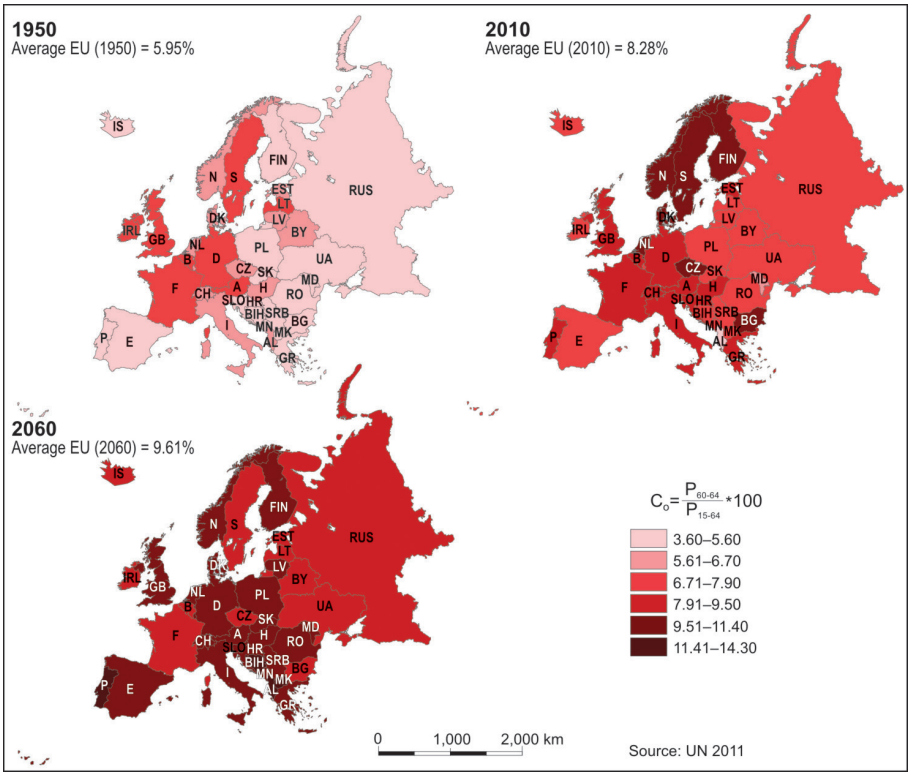 1950
Average EU (1950) = 5.95%
IS
FIN
N
S
RUS
EST
LT
DK
LV
IRL
GB
BY
NL
PL
B
D
UA
CZ
SK
MD
F
A
H
CH
RO
SLO HR
BIH SRB
BG
I
MN
MK
P
E
AL
GR
2010
Average EU (2010) = 8.28%
IS
FIN
N
S
RUS
EST
LT
DK
LV
IRL
GB
BY
NL
PL
B
D
UA
CZ
SK
MD
F
A
H
CH
RO
SLO HR
BIH SRB
BG
I
MN
MK
P
E
AL
GR
2060
Average EU (2060) = 9.61%
IS
FIN
N
S
RUS
EST
LT
DK
LV
IRL
GB
BY
NL
PL
B
D
UA
CZ
SK
MD
F
A
H
CH
RO
SLO HR
BIH SRB
BG
I
MN
MK
P
E
AL
GR
Co= P60-64 / P15-64 *100
3.60–5.60
5.61–6.70
6.71–7.90
7.91–9.50
9.51–11.40
11.41–14.30
0 1,000 2,000 km
Source: UN 2011